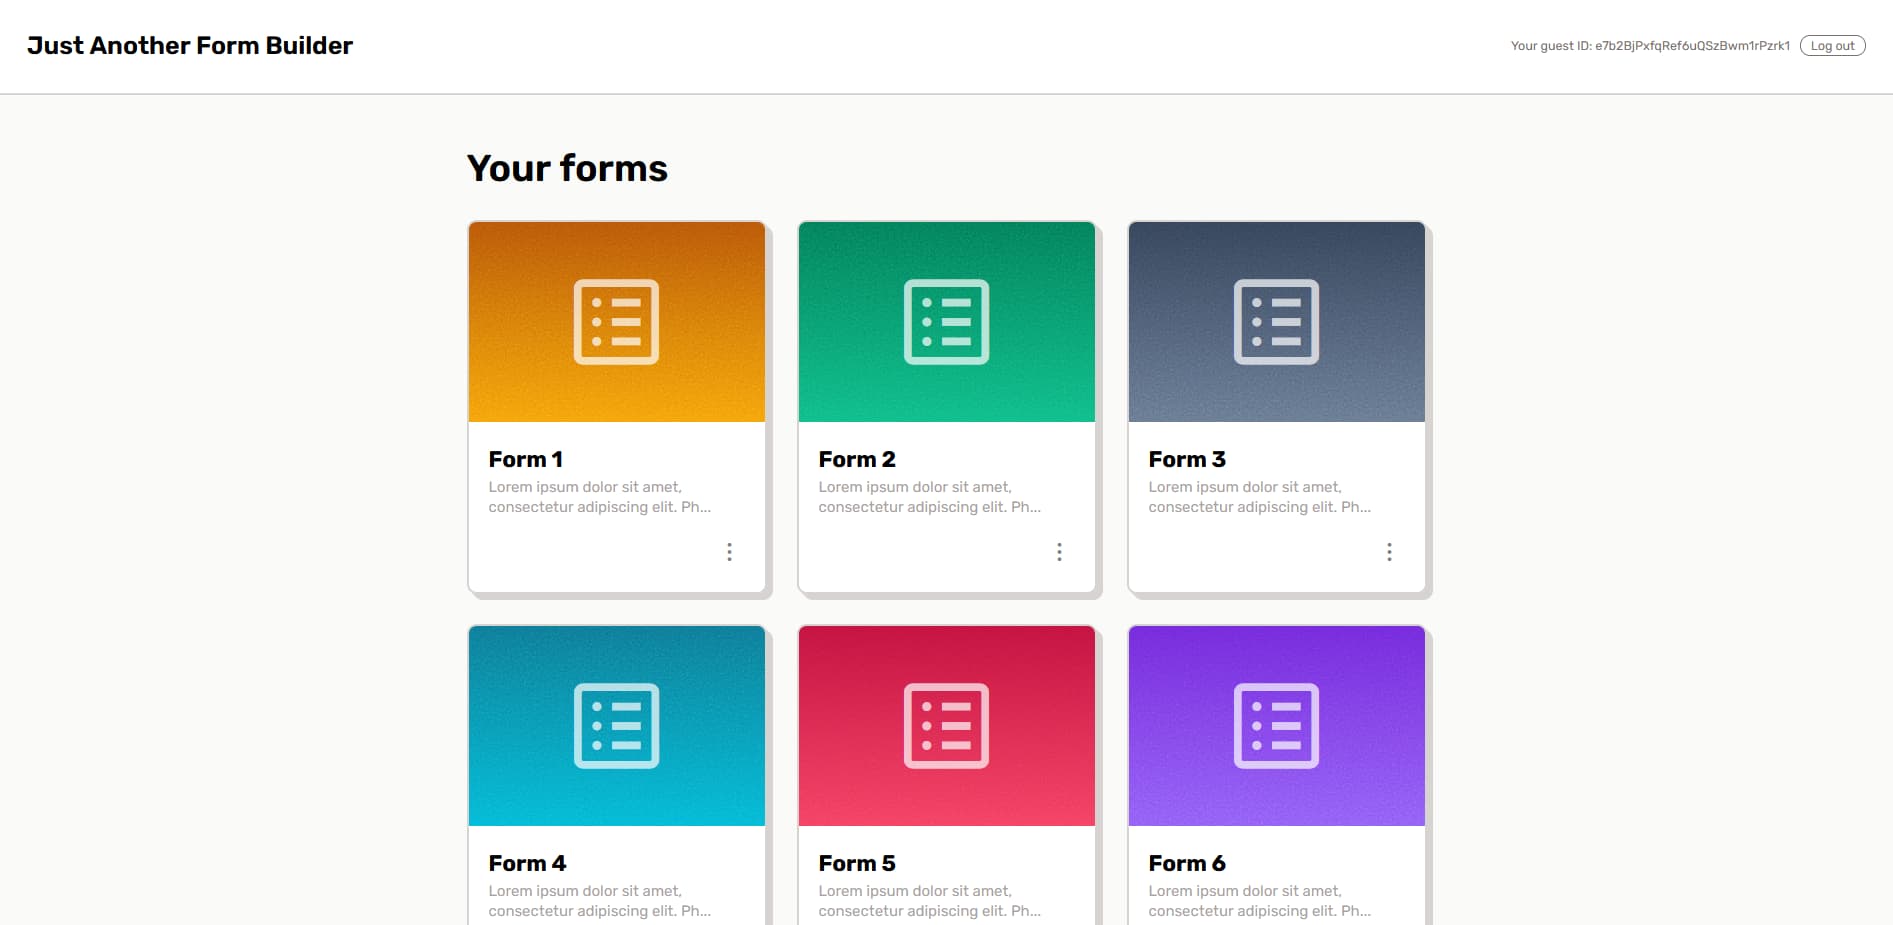 Just Another Form Builder
Your guest ID: e7b2BjPxfqRef6uQSzBwm1rPzrk1
Log out
Your forms
Form 1
Lorem ipsum dolor sit amet,
consectetur adipiscing elit. Ph...
Form 2
Lorem ipsum dolor sit amet,
consectetur adipiscing elit. Ph...
Form 3
Lorem ipsum dolor sit amet,
consectetur adipiscing elit. Ph...
Form 4
Lorem ipsum dolor sit amet,
consectetur adipiscing elit. Ph...
Form 5
Lorem ipsum dolor sit amet,
consectetur adipiscing elit. Ph...
Form 6
Lorem ipsum dolor sit amet,
consectetur adipiscing elit. Ph...